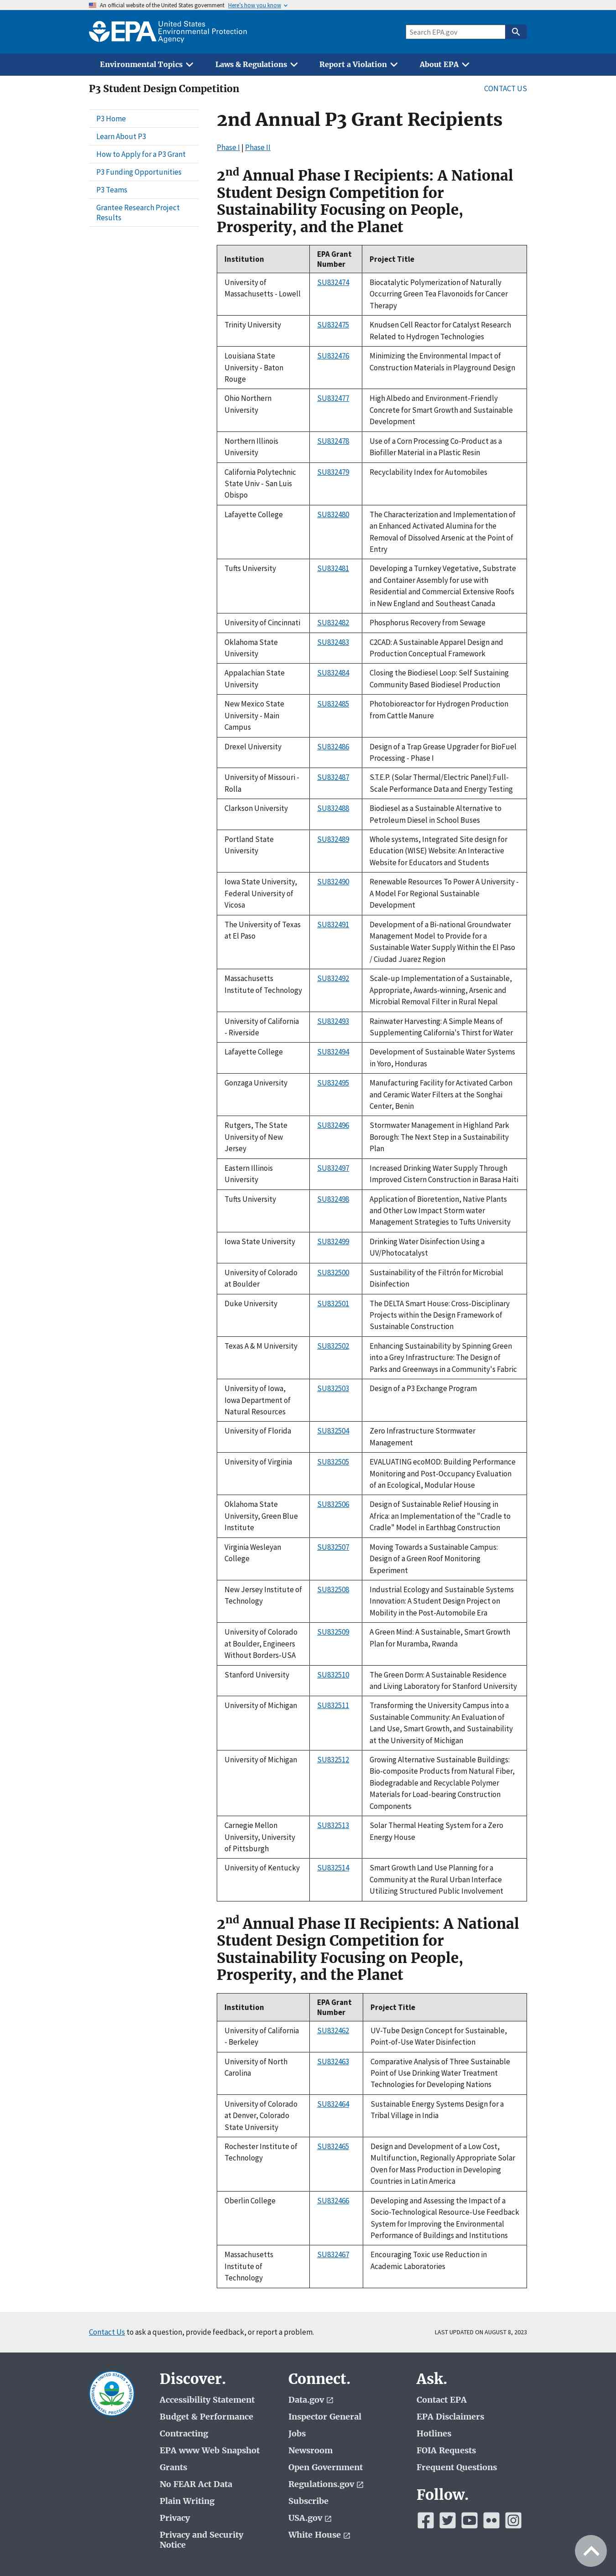 An official website of the United States government Here's how you know
EPA United States
Environmental Protection
Agency
Search EPA.gov
Environmental Topics
Laws & Regulations
Report a Violation
About EPA
P3 Student Design Competition
CONTACT US
P3 Home
Learn About P3
How to Apply for a P3 Grant
P3 Funding Opportunities
P3 Teams
Grantee Research Project
Results
2nd Annual P3 Grant Recipients
Phase I | Phase II
2nd Annual Phase I Recipients: A National
Student Design Competition for
Sustainability Focusing on People,
Prosperity, and the Planet
Institution
EPA Grant
Number
Project Title
University of
Massachusetts - Lowell
SU832474
Biocatalytic Polymerization of Naturally
Occurring Green Tea Flavonoids for Cancer
Therapy
Trinity University
SU832475
Knudsen Cell Reactor for Catalyst Research
Related to Hydrogen Technologies
Louisiana State
University - Baton
Rouge
SU832476
Minimizing the Environmental Impact of
Construction Materials in Playground Design
Ohio Northern
University
SU832477
High Albedo and Environment-Friendly
Concrete for Smart Growth and Sustainable
Development
Northern Illinois
University
SU832478
Use of a Corn Processing Co-Product as a
Biofiller Material in a Plastic Resin
California Polytechnic
State Univ - San Luis
Obispo
SU832479
Recyclability Index for Automobiles
Lafayette College
SU832480
The Characterization and Implementation of
an Enhanced Activated Alumina for the
Removal of Dissolved Arsenic at the Point of
Entry
Tufts University
SU832481
Developing a Turnkey Vegetative, Substrate
and Container Assembly for use with
Residential and Commercial Extensive Roofs
in New England and Southeast Canada
University of Cincinnati
SU832482
Phosphorus Recovery from Sewage
Oklahoma State
University
SU832483
C2CAD: A Sustainable Apparel Design and
Production Conceptual Framework
Appalachian State
University
SU832484
Closing the Biodiesel Loop: Self Sustaining
Community Based Biodiesel Production
New Mexico State
University - Main
Campus
SU832485
Photobioreactor for Hydrogen Production
from Cattle Manure
Drexel University
SU832486
Design of a Trap Grease Upgrader for BioFuel
Processing - Phase I
University of Missouri -
Rolla
SU832487
S.T.E.P. (Solar Thermal/Electric Panel):Full-
Scale Performance Data and Energy Testing
Clarkson University
SU832488
Biodiesel as a Sustainable Alternative to
Petroleum Diesel in School Buses
Portland State
University
SU832489
Whole systems, Integrated Site design for
Education (WISE) Website: An Interactive
Website for Educators and Students
Iowa State University,
Federal University of
Vicosa
SU832490
Renewable Resources To Power A University -
A Model For Regional Sustainable
Development
The University of Texas
at El Paso
SU832491
Development of a Bi-national Groundwater
Management Model to Provide for a
Sustainable Water Supply Within the El Paso
/ Ciudad Juarez Region
Massachusetts
Institute of Technology
SU832492
Scale-up Implementation of a Sustainable,
Appropriate, Awards-winning, Arsenic and
Microbial Removal Filter in Rural Nepal
University of California
- Riverside
SU832493
Rainwater Harvesting: A Simple Means of
Supplementing California's Thirst for Water
Lafayette College
SU832494
Development of Sustainable Water Systems
in Yoro, Honduras
Gonzaga University
SU832495
Manufacturing Facility for Activated Carbon
and Ceramic Water Filters at the Songhai
Center, Benin
Rutgers, The State
University of New
Jersey
SU832496
Stormwater Management in Highland Park
Borough: The Next Step in a Sustainability
Plan
Eastern Illinois
University
SU832497
Increased Drinking Water Supply Through
Improved Cistern Construction in Barasa Haiti
Tufts University
SU832498
Application of Bioretention, Native Plants
and Other Low Impact Storm water
Management Strategies to Tufts University
Iowa State University
SU832499
Drinking Water Disinfection Using a
UV/Photocatalyst
University of Colorado
at Boulder
SU832500
Sustainability of the Filtrón for Microbial
Disinfection
Duke University
SU832501
The DELTA Smart House: Cross-Disciplinary
Projects within the Design Framework of
Sustainable Construction
Texas A & M University
SU832502
Enhancing Sustainability by Spinning Green
into a Grey Infrastructure: The Design of
Parks and Greenways in a Community's Fabric
University of Iowa,
Iowa Department of
Natural Resources
SU832503
Design of a P3 Exchange Program
University of Florida
SU832504
Zero Infrastructure Stormwater
Management
University of Virginia
SU832505
EVALUATING ecoMOD: Building Performance
Monitoring and Post-Occupancy Evaluation
of an Ecological, Modular House
Oklahoma State
University, Green Blue
Institute
SU832506
Design of Sustainable Relief Housing in
Africa: an Implementation of the "Cradle to
Cradle" Model in Earthbag Construction
Virginia Wesleyan
College
SU832507
Moving Towards a Sustainable Campus:
Design of a Green Roof Monitoring
Experiment
New Jersey Institute of
Technology
SU832508
Industrial Ecology and Sustainable Systems
Innovation: A Student Design Project on
Mobility in the Post-Automobile Era
University of Colorado
at Boulder, Engineers
Without Borders-USA
SU832509
A Green Mind: A Sustainable, Smart Growth
Plan for Muramba, Rwanda
Stanford University
SU832510
The Green Dorm: A Sustainable Residence
and Living Laboratory for Stanford University
University of Michigan
SU832511
Transforming the University Campus into a
Sustainable Community: An Evaluation of
Land Use, Smart Growth, and Sustainability
at the University of Michigan
University of Michigan
SU832512
Growing Alternative Sustainable Buildings:
Bio-composite Products from Natural Fiber,
Biodegradable and Recyclable Polymer
Materials for Load-bearing Construction
Components
Carnegie Mellon
University, University
of Pittsburgh
SU832513
Solar Thermal Heating System for a Zero
Energy House
University of Kentucky
SU832514
Smart Growth Land Use Planning for a
Community at the Rural Urban Interface
Utilizing Structured Public Involvement
2nd Annual Phase II Recipients: A National
Student Design Competition for
Sustainability Focusing on People,
Prosperity, and the Planet
Institution
EPA Grant
Number
Project Title
University of California
- Berkeley
SU832462
UV-Tube Design Concept for Sustainable,
Point-of-Use Water Disinfection
University of North
Carolina
SU832463
Comparative Analysis of Three Sustainable
Point of Use Drinking Water Treatment
Technologies for Developing Nations
University of Colorado
at Denver, Colorado
State University
SU832464
Sustainable Energy Systems Design for a
Tribal Village in India
Rochester Institute of
Technology
SU832465
Design and Development of a Low Cost,
Multifunction, Regionally Appropriate Solar
Oven for Mass Production in Developing
Countries in Latin America
Oberlin College
SU832466
Developing and Assessing the Impact of a
Socio-Technological Resource-Use Feedback
System for Improving the Environmental
Performance of Buildings and Institutions
Massachusetts
Institute of
Technology
SU832467
Encouraging Toxic use Reduction in
Academic Laboratories
Contact Us to ask a question, provide feedback, or report a problem.
LAST UPDATED ON AUGUST 8, 2023
Discover.
Accessibility Statement
Budget & Performance
Contracting
EPA www Web Snapshot
Grants
No FEAR Act Data
Plain Writing
Privacy
Privacy and Security
Notice
Connect.
Data.gov
Inspector General
Jobs
Newsroom
Open Government
Regulations.gov
Subscribe
USA.gov
White House
Ask.
Contact EPA
EPA Disclaimers
Hotlines
FOIA Requests
Frequent Questions
Follow.